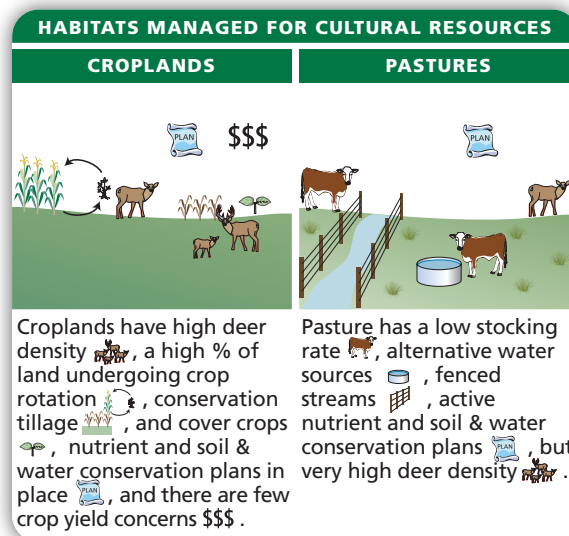 HABITATS MANAGED FOR CULTURAL RESOURCES
CROPLANDS
PLAN
$$$
Croplands have high deer
density , a high % of
land undergoing crop
rotation , conservation
tillage , and cover crops
, nutrient and soil &
water conservation plans in
place PLAN , and there are few
crop yield concerns $$$ .
PASTURES
PLAN
Pasture has a low stocking
rate , alternative water
sources , fenced
streams , active
nutrient and soil & water
conservation plans PLAN , but
very high deer density .